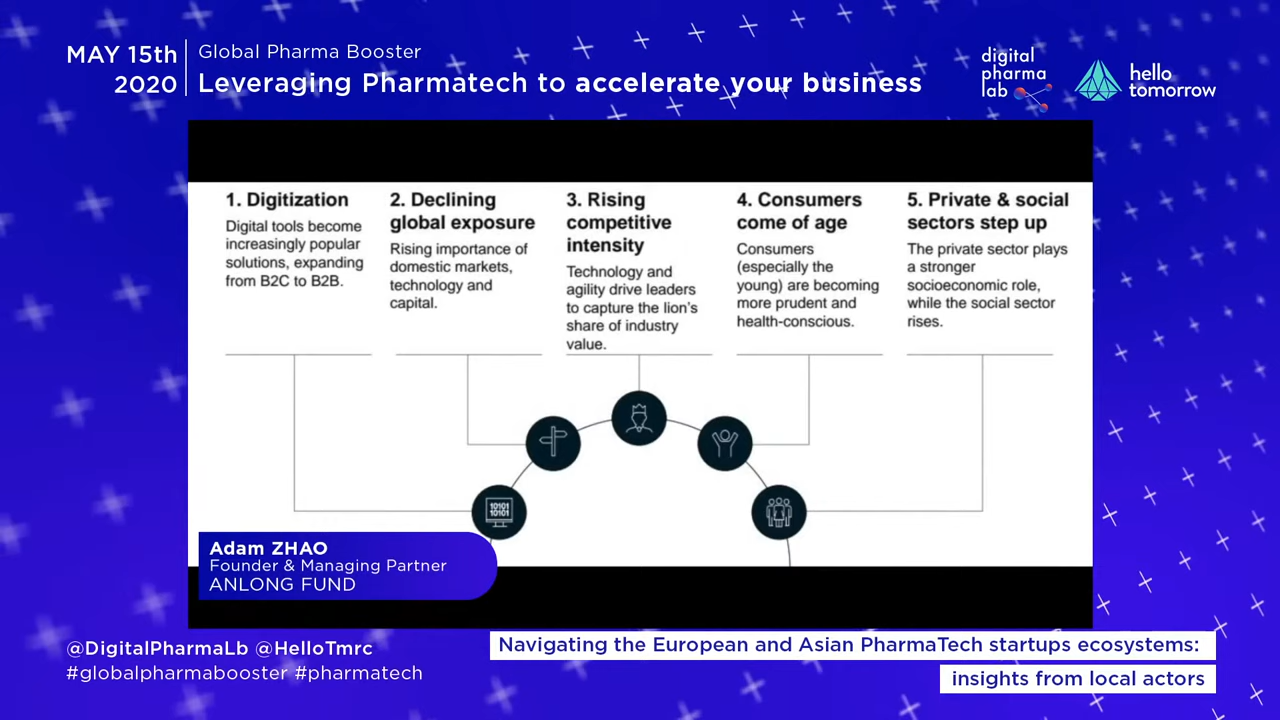 MAY 15th
2020
Global Pharma Booster
Leveraging Pharmatech to accelerate your business
digital
pharma
lab
hello
tomorrow
1. Digitization
Digital tools become
increasingly popular
solutions, expanding
from B2C to B2B.
2. Declining
global exposure
Rising importance of
domestic markets,
technology and
capital.
3. Rising
competitive
intensity
Technology and
agility drive leaders
to capture the lion's
share of industry
value.
4. Consumers
come of age
Consumers
(especially the
young) are becoming
more prudent and
health-conscious.
5. Private & social
sectors step up
The private sector plays
a stronger
socioeconomic role,
while the social sector
rises.
10101
10101
Adam ZHAO
Founder & Managing Partner
ANLONG FUND
@DigitalPharmaLb @HelloTmrc
#globalpharmabooster #pharmatech
Navigating the European and Asian PharmaTech startups ecosystems:
insights from local actors